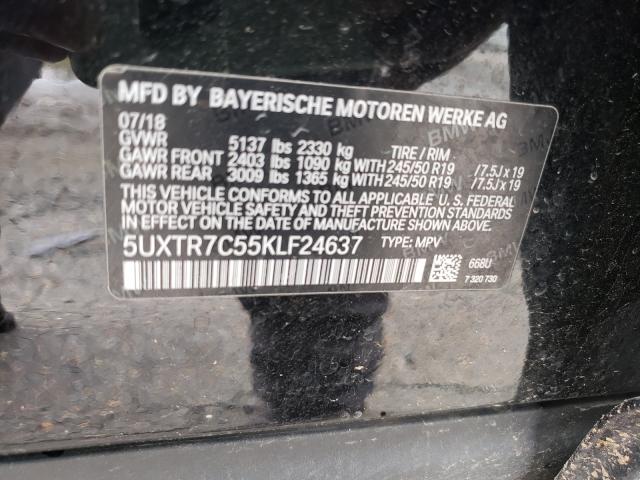 MFD BY BAYERISCHE MOTOREN WERKE AG
07/18
GVWR 5137 lbs 2330 kg TIRE / RIM
GAWR FRONT 2403 lbs 1090 kg WITH 245/50 R19 /7.5J x 19
GAWR REAR 3009 lbs 1365 kg WITH 245/50 R19 /7.5J x 19
THIS VEHICLE CONFORMS TO ALL APPLICABLE U. S. FEDERAL
MOTOR VEHICLE SAFETY, BUMPER, AND THEFT PREVENTION STANDARDS
IN EFFECT ON THE DATE OF MANUFACTURE SHOWN ABOVE.
5UXTR7C55KLF24637 TYPE: MPV
668U
7 320 730